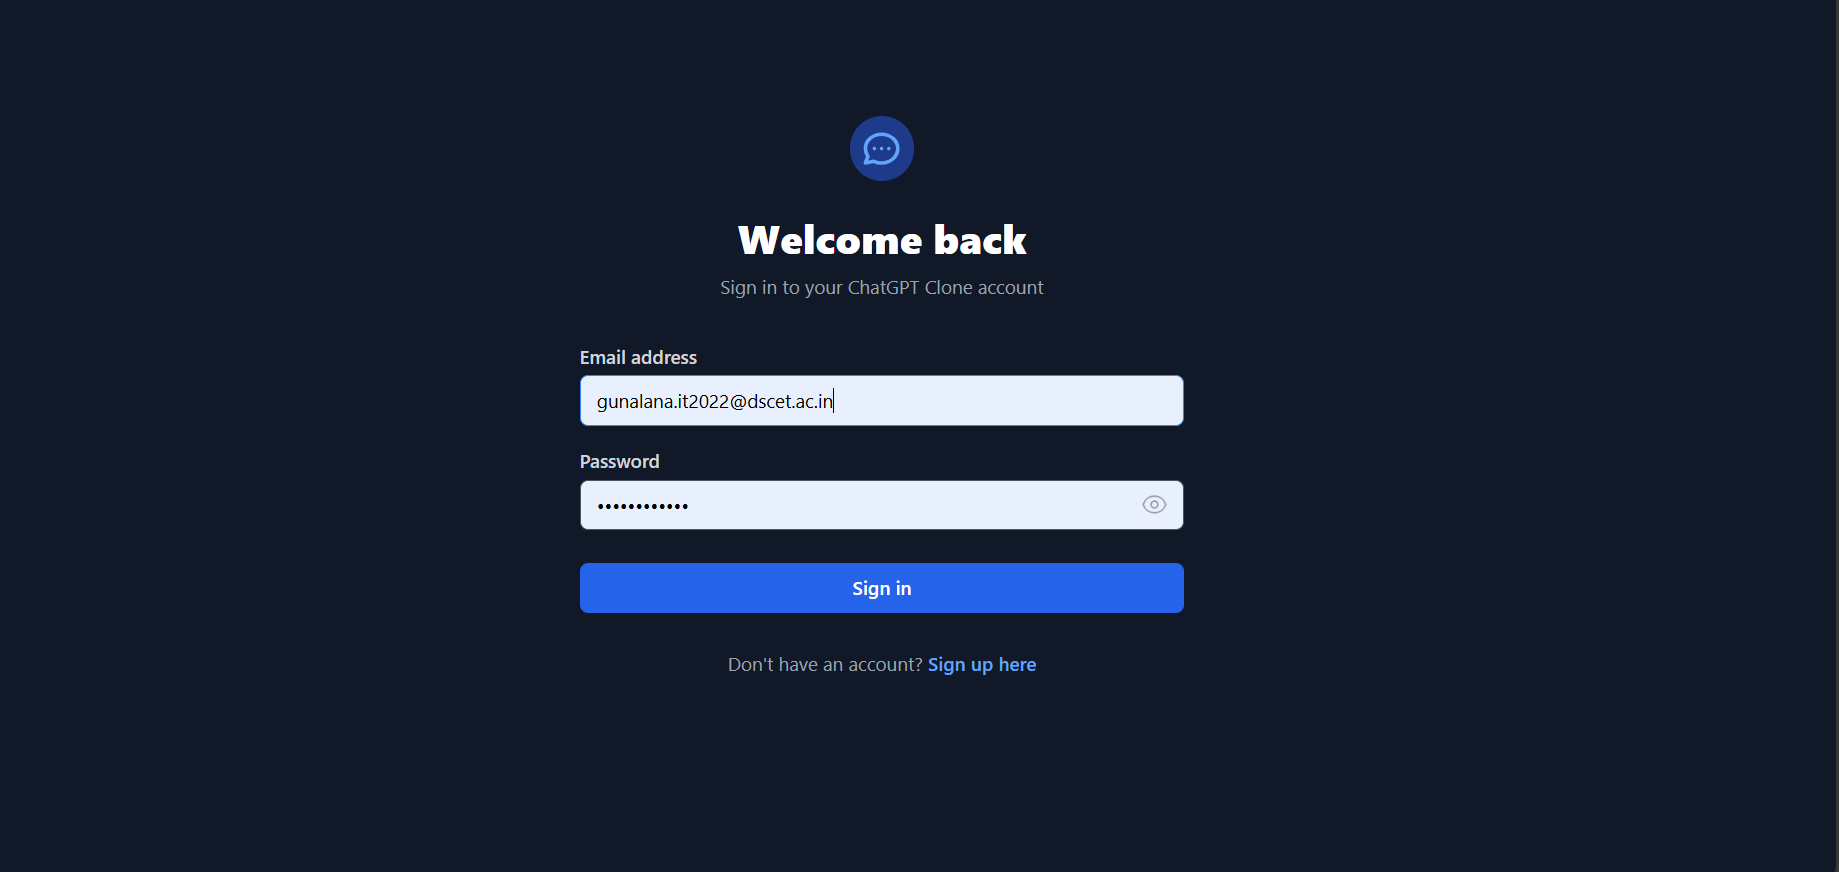 Welcome back
Sign in to your ChatGPT Clone account
Email address
gunalana.it2022@dscet.ac.in
Password
••••••••••••
Sign in
Don't have an account? Sign up here